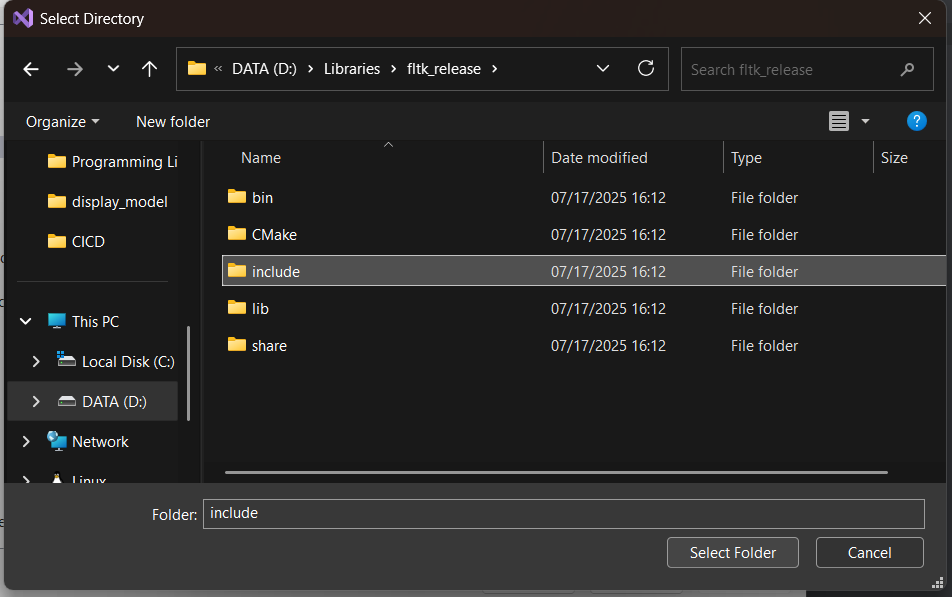 Select Directory
« DATA (D:) › Libraries › fltk_release ›
Search fltk_release
Organize
New folder
?
Programming Li
display_model
CICD
This PC
Local Disk (C:)
DATA (D:)
Network
Linux
Name Date modified Type Size
bin 07/17/2025 16:12 File folder
CMake 07/17/2025 16:12 File folder
include 07/17/2025 16:12 File folder
lib 07/17/2025 16:12 File folder
share 07/17/2025 16:12 File folder
Folder: include
Select Folder
Cancel